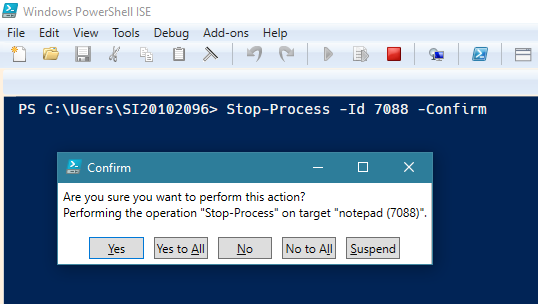 Windows PowerShell ISE
File Edit View Tools Debug Add-ons Help
PS C:\Users\SI20102096> Stop-Process -Id 7088 -Confirm
Confirm
Are you sure you want to perform this action?
Performing the operation "Stop-Process" on target "notepad (7088)".
Yes Yes to All No No to All Suspend